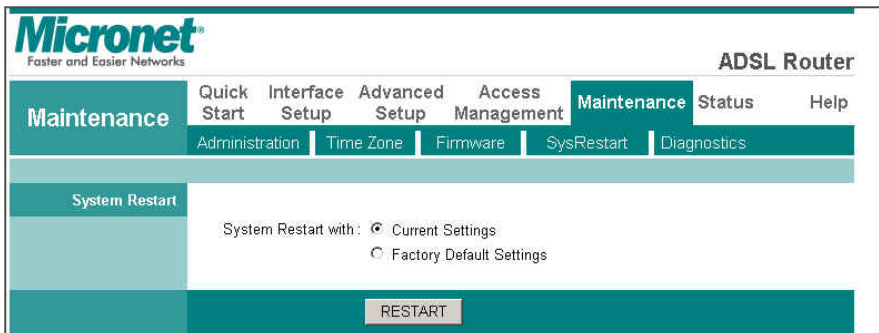 Micronet®
Faster and Easier Networks
ADSL Router
Maintenance
Quick Start
Interface Setup
Advanced Setup
Access Management
Maintenance
Status
Help
Administration
Time Zone
Firmware
SysRestart
Diagnostics
System Restart
System Restart with :
Current Settings
Factory Default Settings
RESTART